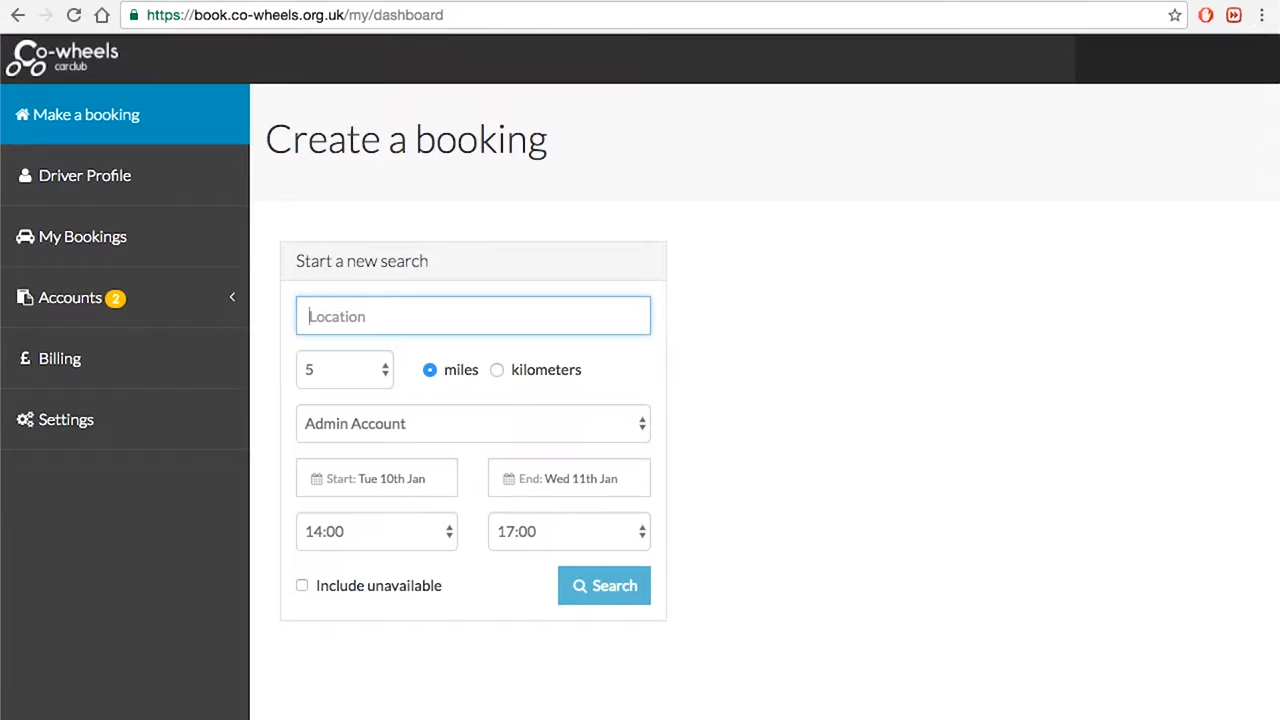 https://book.co-wheels.org.uk/my/dashboard
Co-wheels
car club
Make a booking
Create a booking
Driver Profile
My Bookings
Accounts 2
£ Billing
Settings
Start a new search
Location
5 miles kilometers
Admin Account
Start: Tue 10th Jan End: Wed 11th Jan
14:00 17:00
Include unavailable Search